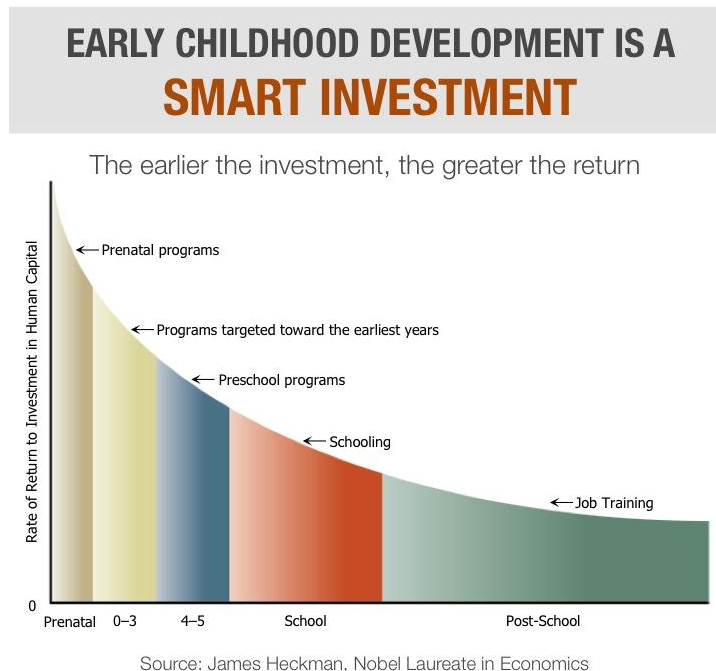 EARLY CHILDHOOD DEVELOPMENT IS A
SMART INVESTMENT
The earlier the investment, the greater the return
Rate of Return to Investment in Human Capital
Prenatal programs
Programs targeted toward the earliest years
Preschool programs
Schooling
Job Training
0
Prenatal 0–3 4–5 School Post-School
Source: James Heckman, Nobel Laureate in Economics